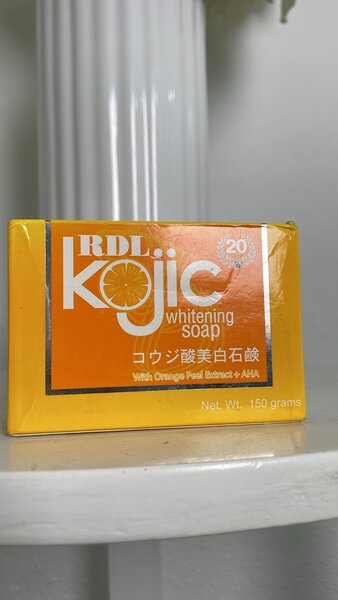 RDL
20
kojic
whitening
soap
コウジ酸美白石鹸
With Orange Peel Extract + AHA
Net. Wt. 150 grams